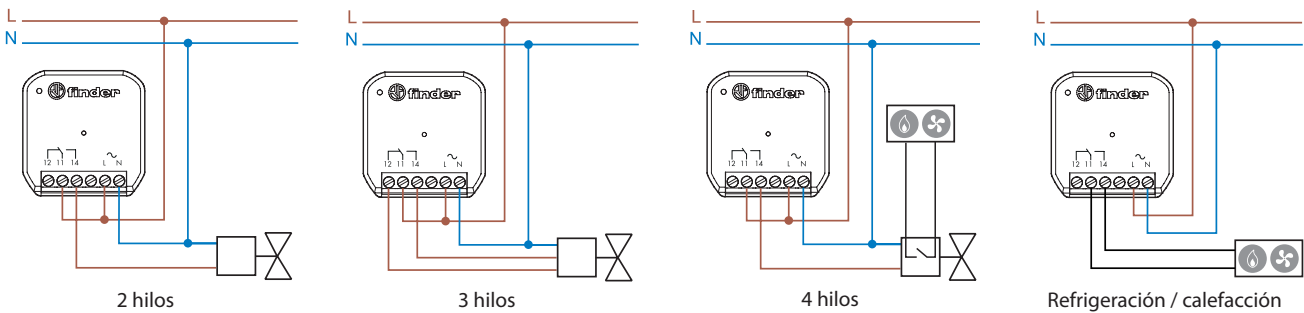 L
N
finder
12 11 14 L N
2 hilos
L
N
finder
12 11 14 L N
3 hilos
L
N
finder
12 11 14 L N
4 hilos
L
N
finder
12 11 14 L N
Refrigeración / calefacción